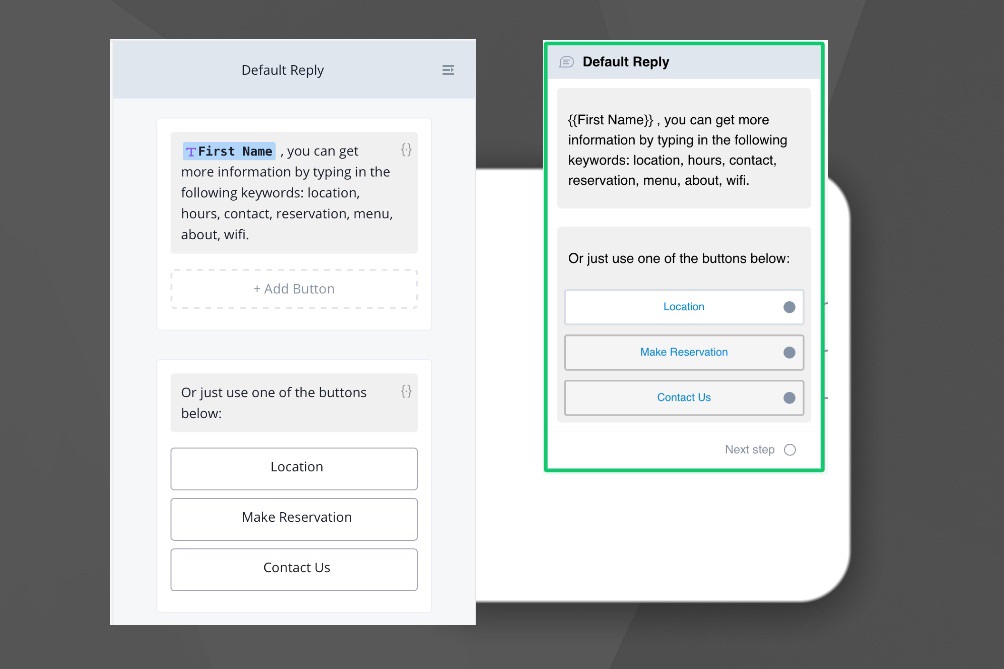 Default Reply
First Name , you can get
more information by typing in the
following keywords: location,
hours, contact, reservation, menu,
about, wifi.
+ Add Button
Or just use one of the buttons
below:
Location
Make Reservation
Contact Us
Default Reply
{{First Name}} , you can get more
information by typing in the following
keywords: location, hours, contact,
reservation, menu, about, wifi.
Or just use one of the buttons below:
Location
Make Reservation
Contact Us
Next step